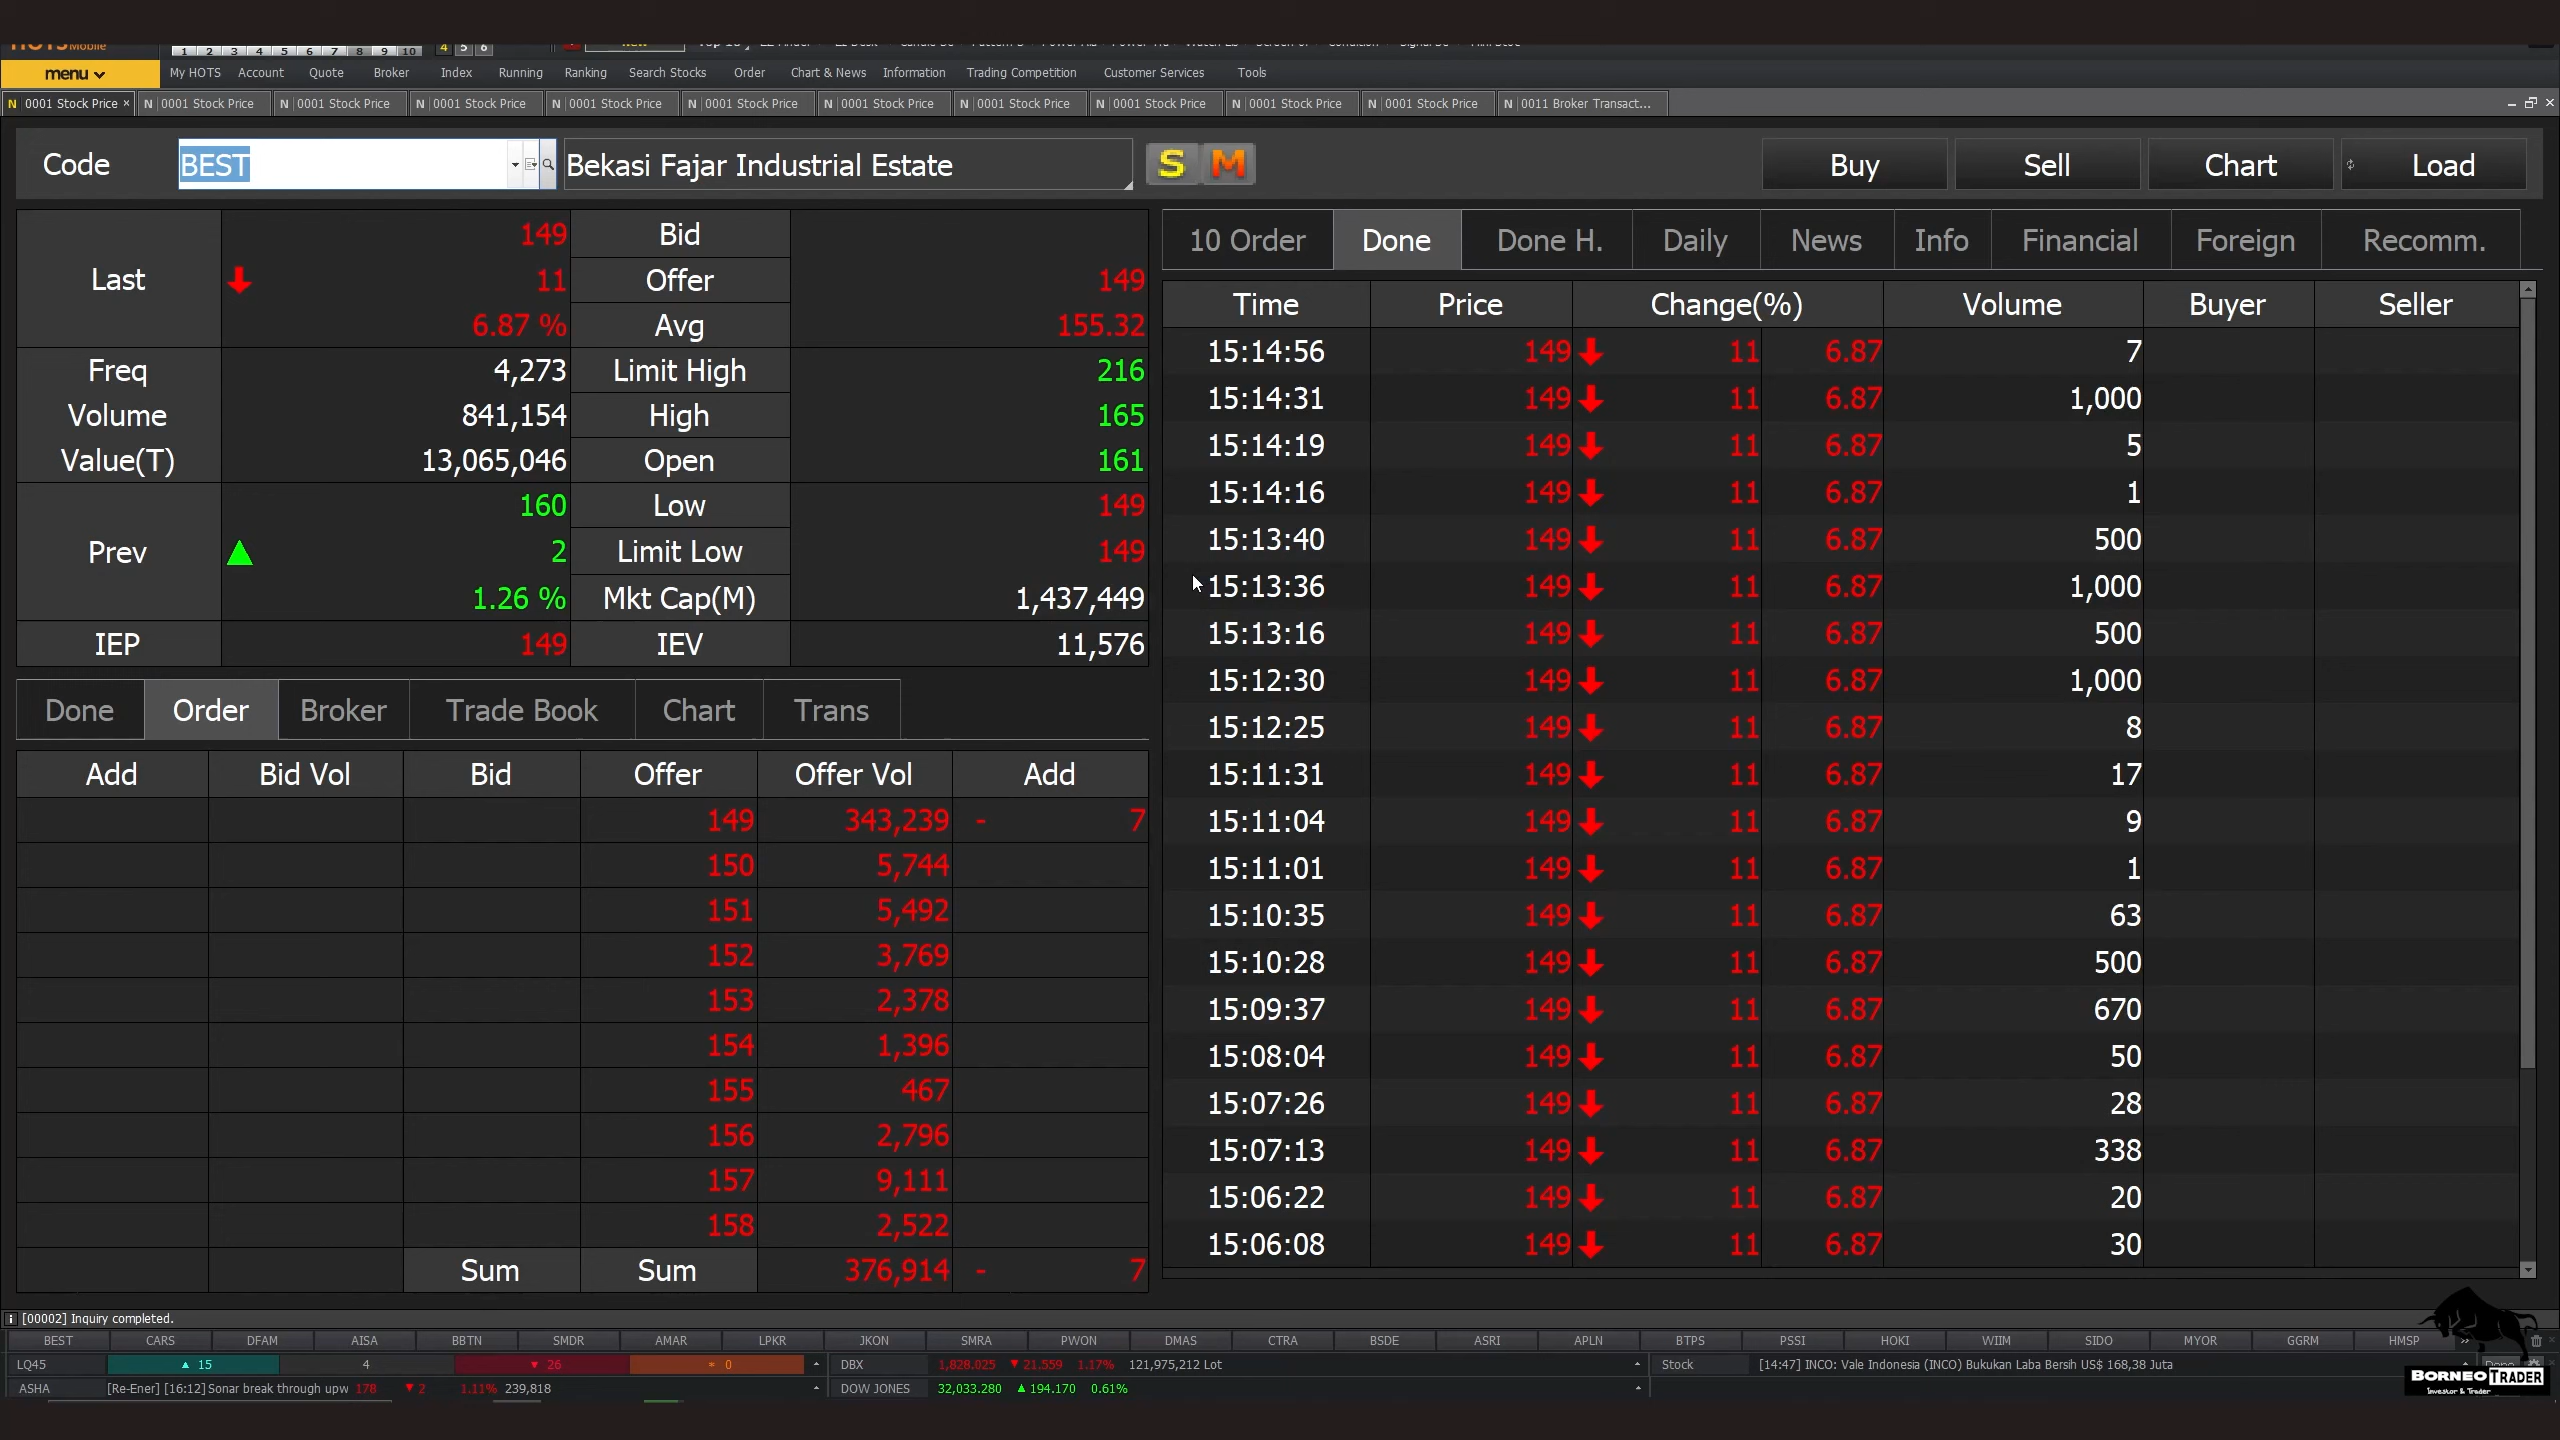 1 2 3 4 5 6 7 8 9 10 4 5 6
menu My HOTS Account Quote Broker Index Running Ranking Search Stocks Order Chart & News Information Trading Competition Customer Services Tools
N 0001 Stock Price × N 0001 Stock Price N 0001 Stock Price N 0001 Stock Price N 0001 Stock Price N 0001 Stock Price N 0001 Stock Price N 0001 Stock Price N 0001 Stock Price N 0001 Stock Price N 0001 Stock Price N 0011 Broker Transact...
Code BEST Bekasi Fajar Industrial Estate S M Buy Sell Chart Load
Last 149 Bid
11 Offer 149
6.87 % Avg 155.32
Freq 4,273 Limit High 216
Volume 841,154 High 165
Value(T) 13,065,046 Open 161
Prev 160 Low 149
2 Limit Low 149
1.26 % Mkt Cap(M) 1,437,449
IEP 149 IEV 11,576
Done Order Broker Trade Book Chart Trans
Add Bid Vol Bid Offer Offer Vol Add
149 343,239 - 7
150 5,744
151 5,492
152 3,769
153 2,378
154 1,396
155 467
156 2,796
157 9,111
158 2,522
Sum Sum 376,914 - 7
10 Order Done Done H. Daily News Info Financial Foreign Recomm.
Time Price Change(%) Volume Buyer Seller
15:14:56 149 11 6.87 7
15:14:31 149 11 6.87 1,000
15:14:19 149 11 6.87 5
15:14:16 149 11 6.87 1
15:13:40 149 11 6.87 500
15:13:36 149 11 6.87 1,000
15:13:16 149 11 6.87 500
15:12:30 149 11 6.87 1,000
15:12:25 149 11 6.87 8
15:11:31 149 11 6.87 17
15:11:04 149 11 6.87 9
15:11:01 149 11 6.87 1
15:10:35 149 11 6.87 63
15:10:28 149 11 6.87 500
15:09:37 149 11 6.87 670
15:08:04 149 11 6.87 50
15:07:26 149 11 6.87 28
15:07:13 149 11 6.87 338
15:06:22 149 11 6.87 20
15:06:08 149 11 6.87 30
[00002] Inquiry completed.
BEST CARS DFAM AISA BBTN SMDR AMAR LPKR JKON SMRA PWON DMAS CTRA BSDE ASRI APLN BTPS PSSI HOKI WIIM SIDO MYOR GGRM HMSP
LQ45 ▲ 15 4 ▼ 26 * 0 DBX 1,828.025 ▼ 21.559 1.17% 121,975,212 Lot Stock [14:47] INCO: Vale Indonesia (INCO) Bukukan Laba Bersih US$ 168,38 Juta
ASHA [Re-Ener] [16:12] Sonar break through upw 178 ▼ 2 1.11% 239,818 DOW JONES 32,033.280 ▲ 194.170 0.61%
BORNEO TRADER
Investor & Trader